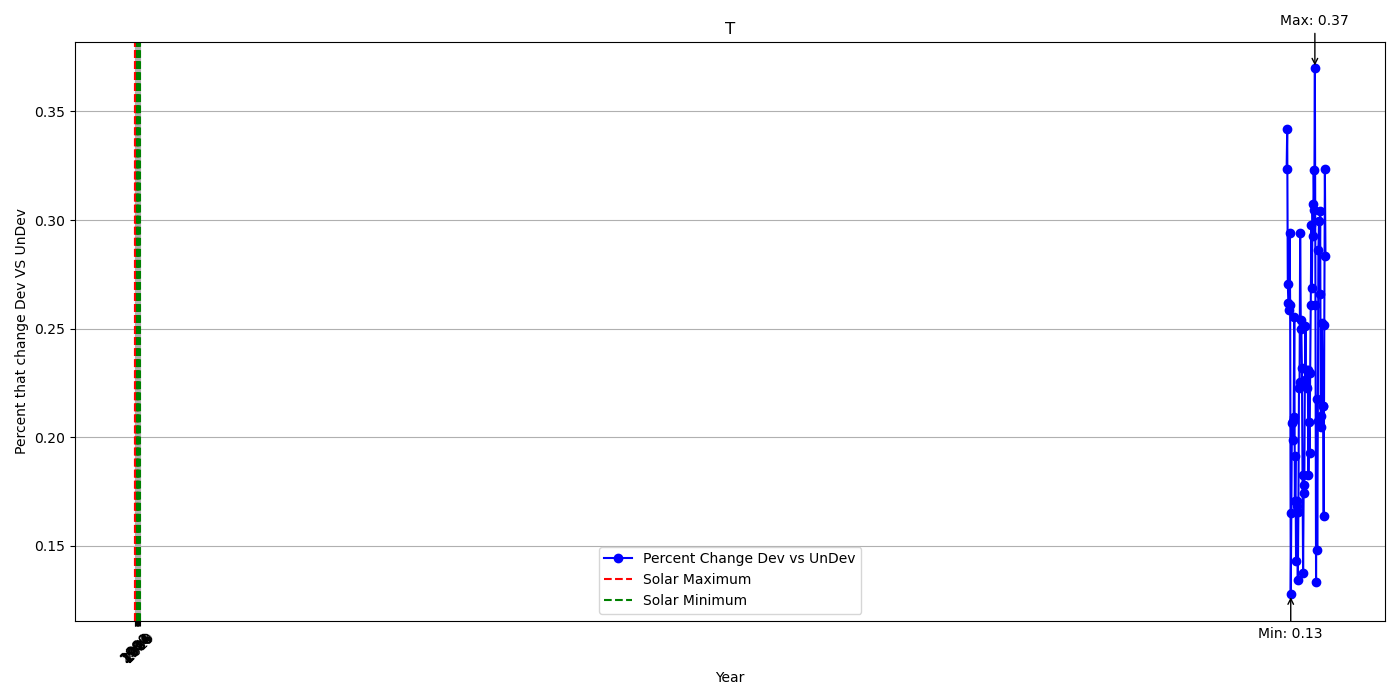 Max: 0.37
T
Percent that change Dev VS UnDev
0.35
0.30
0.25
0.20
0.15
Percent Change Dev vs UnDev
Solar Maximum
Solar Minimum
Min: 0.13
Year